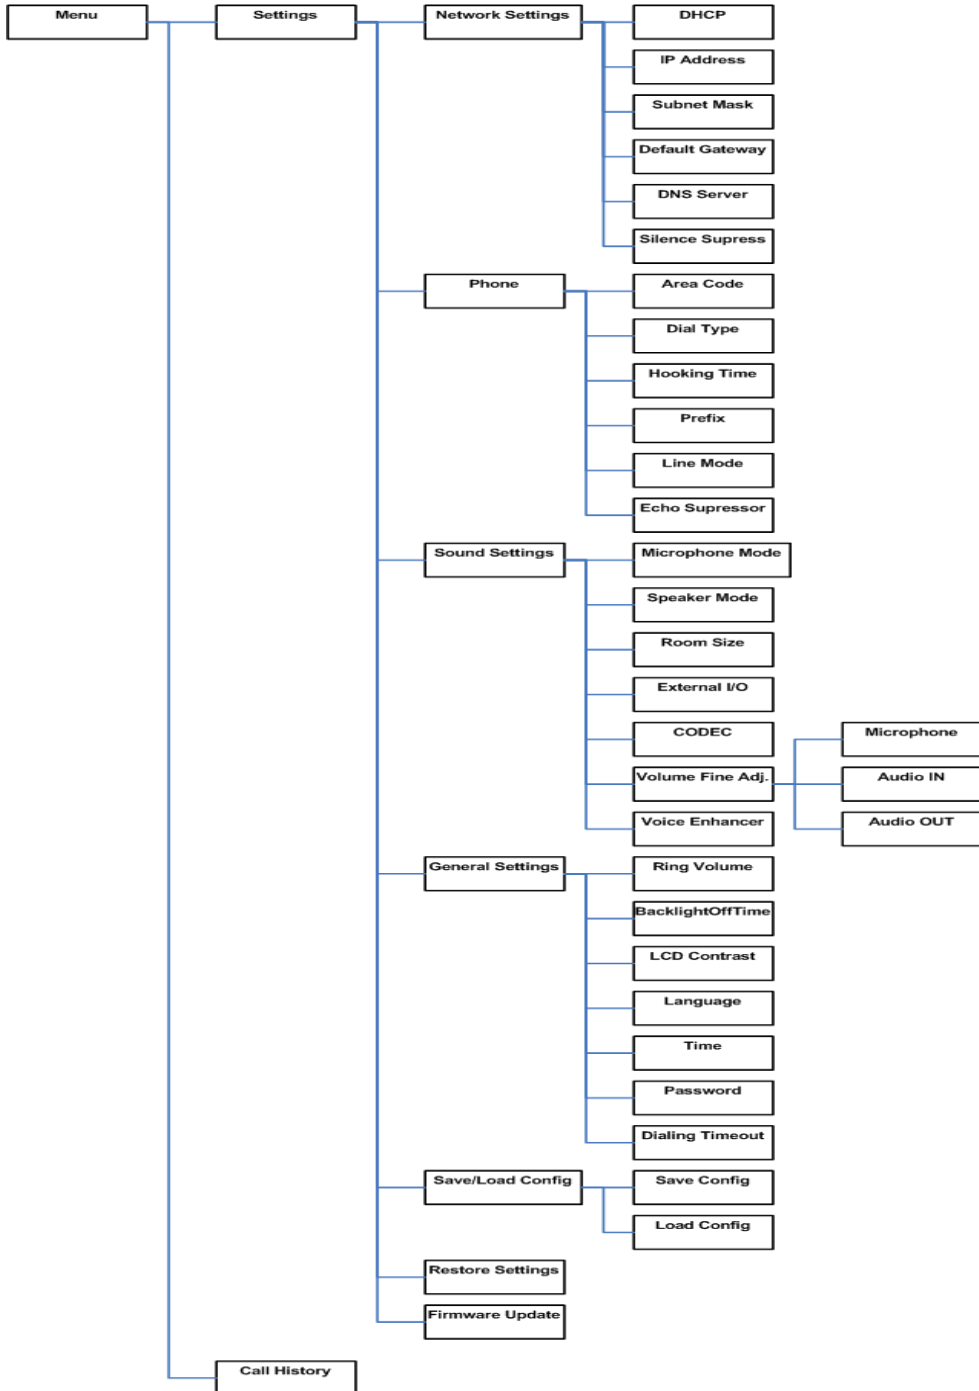 Menu
Settings
Network Settings
DHCP
IP Address
Subnet Mask
Default Gateway
DNS Server
Silence Supress
Phone
Area Code
Dial Type
Hooking Time
Prefix
Line Mode
Echo Supressor
Sound Settings
Microphone Mode
Speaker Mode
Room Size
External I/O
CODEC
Volume Fine Adj.
Microphone
Audio IN
Audio OUT
Voice Enhancer
General Settings
Ring Volume
BacklightOffTime
LCD Contrast
Language
Time
Password
Dialing Timeout
Save/Load Config
Save Config
Load Config
Restore Settings
Firmware Update
Call History